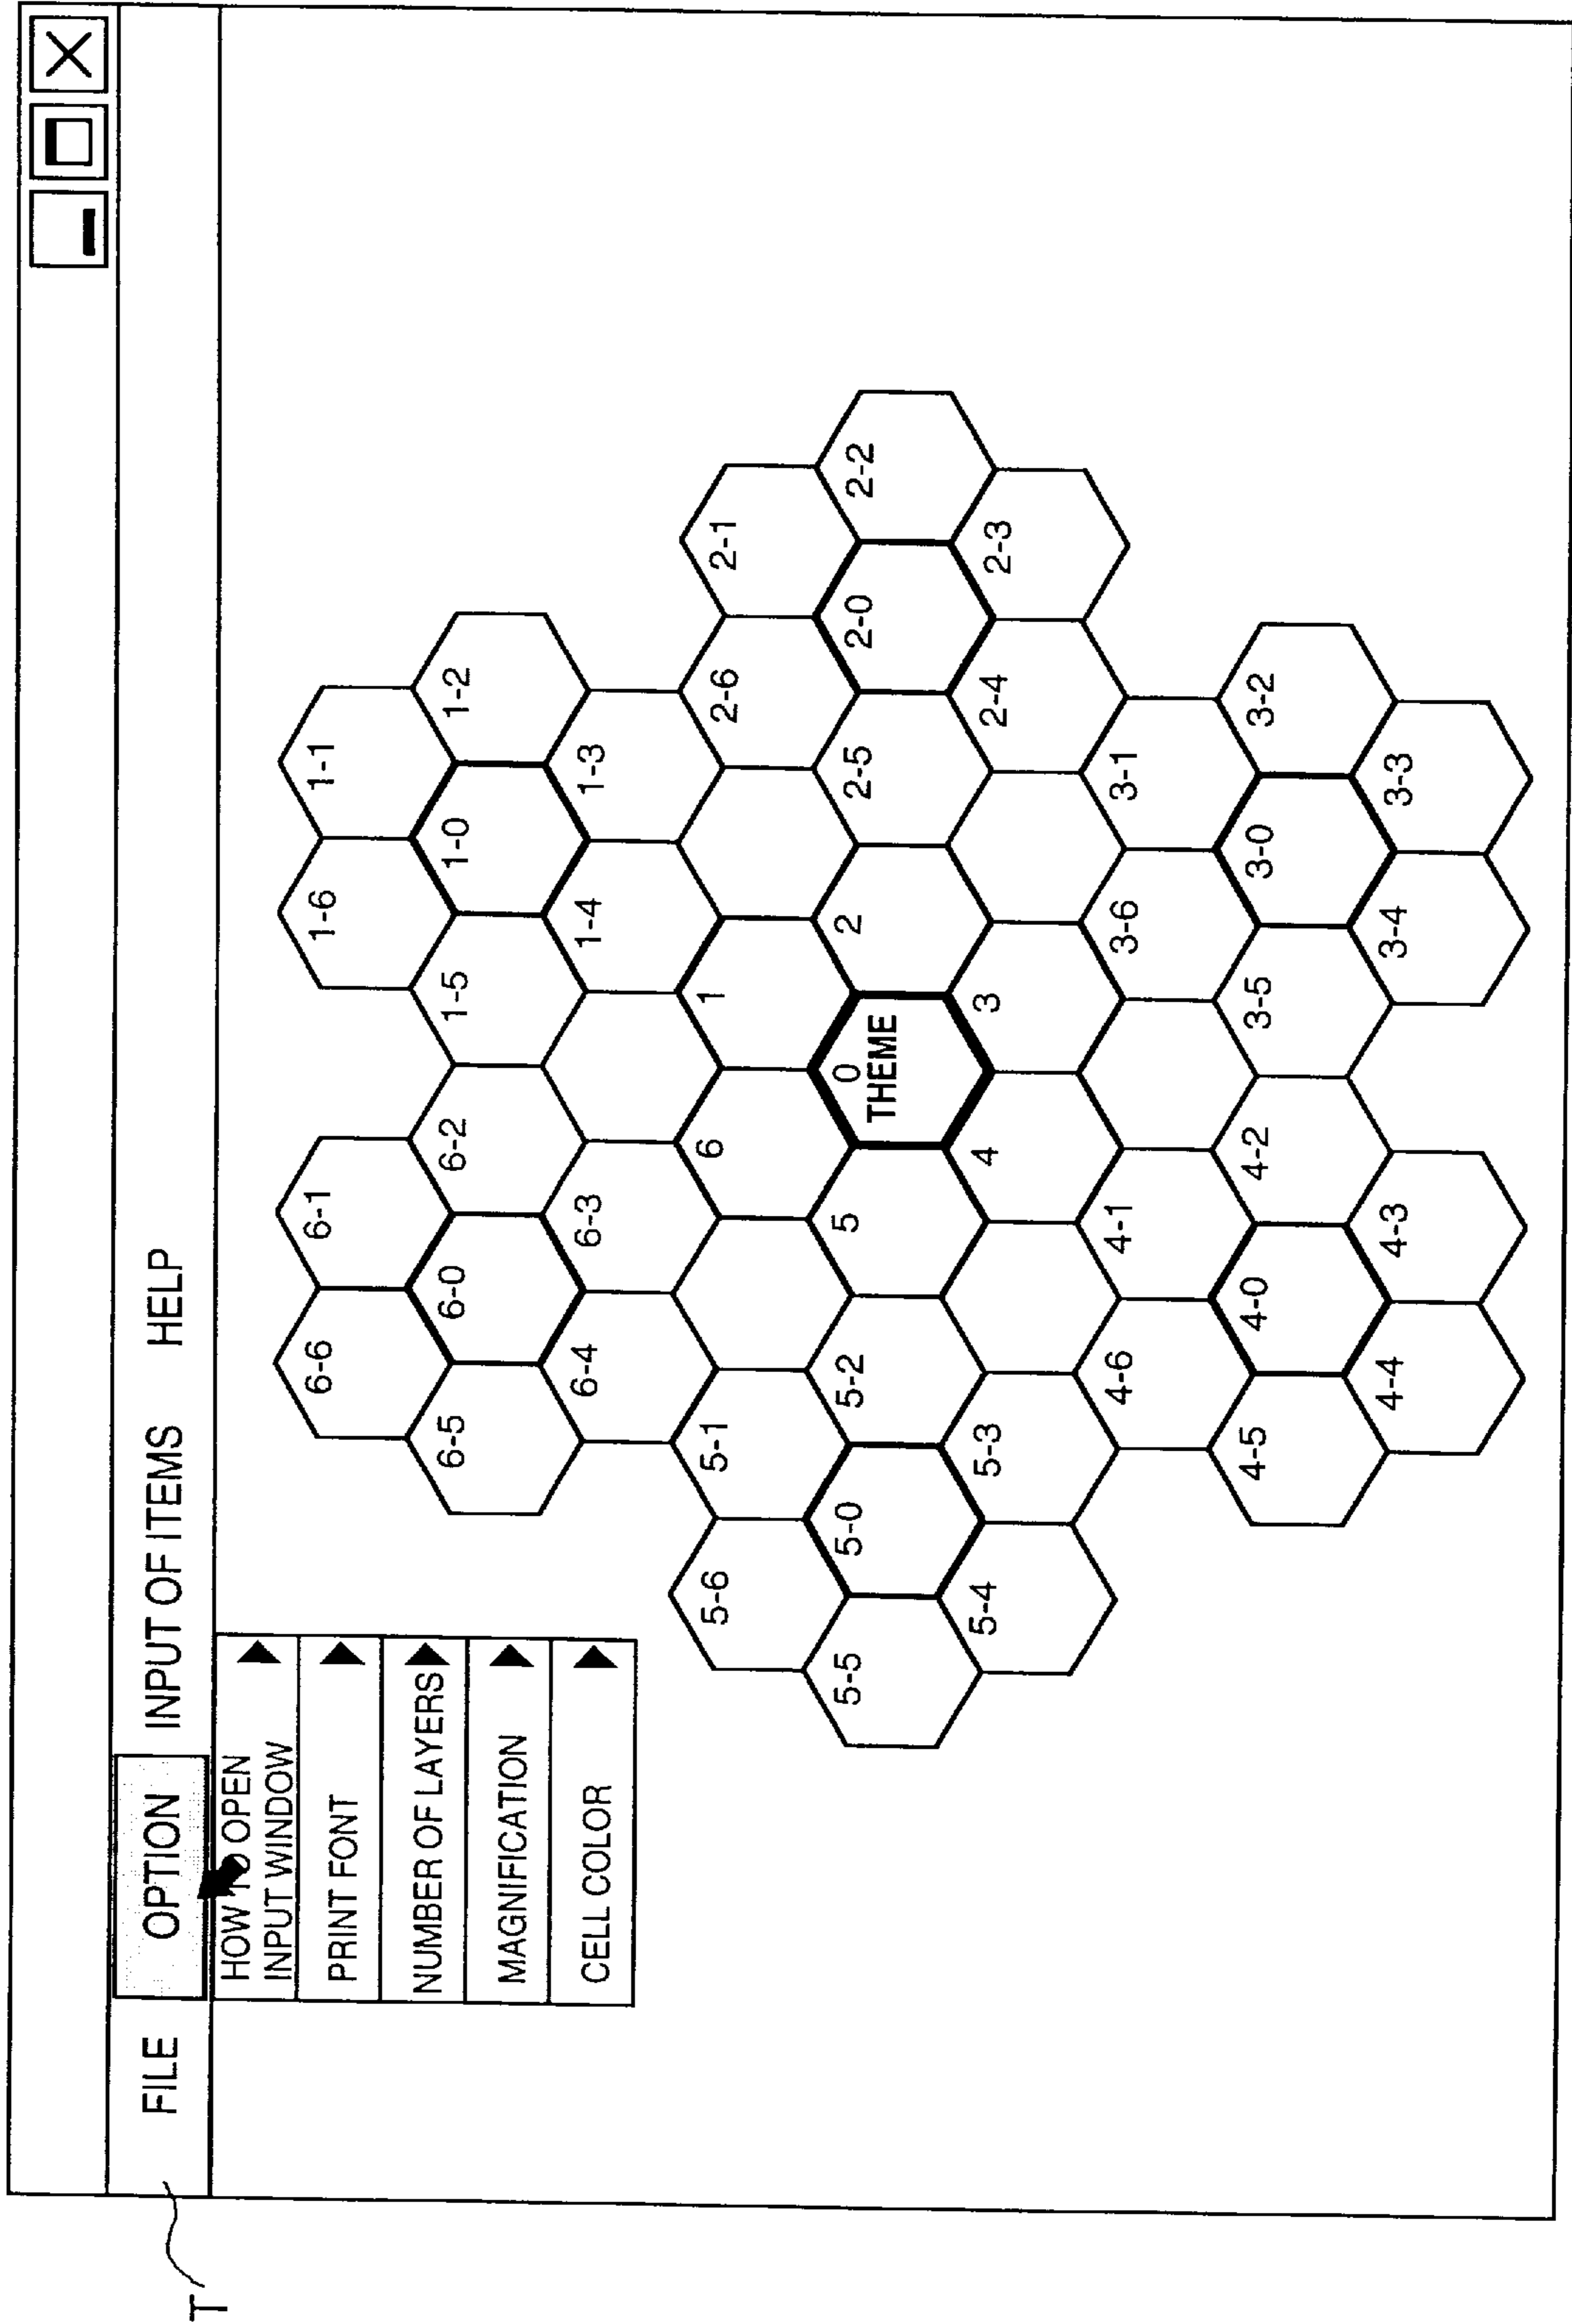 T
FILE OPTION INPUT OF ITEMS HELP
HOW TO OPEN
INPUT WINDOW
PRINT FONT
NUMBER OF LAYERS
MAGNIFICATION
CELL COLOR
6-6 6-1 1-6 1-1
6-5 6-0 6-2 1-5 1-0 1-2
6-4 6-3 1-4 1-3
5-6 5-1 6 1 2-6 2-1
5-5 5-0 5-2 5 0 2 2-5 2-0 2-2
THEME
5-4 5-3 4 3 2-4 2-3
4-6 4-1 3-6 3-1
4-5 4-0 4-2 3-5 3-0 3-2
4-4 4-3 3-4 3-3